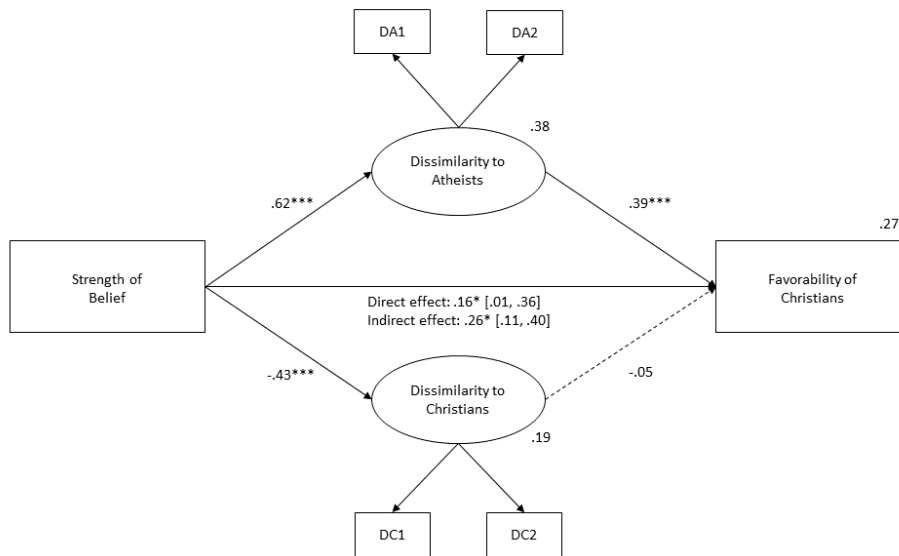 DA1
DA2
.38
Dissimilarity to
Atheists
.62***
.39***
.27
Strength of
Belief
Favorability of
Christians
Direct effect: .16* [.01, .36]
Indirect effect: .26* [.11, .40]
-.43***
-.05
Dissimilarity to
Christians
.19
DC1
DC2